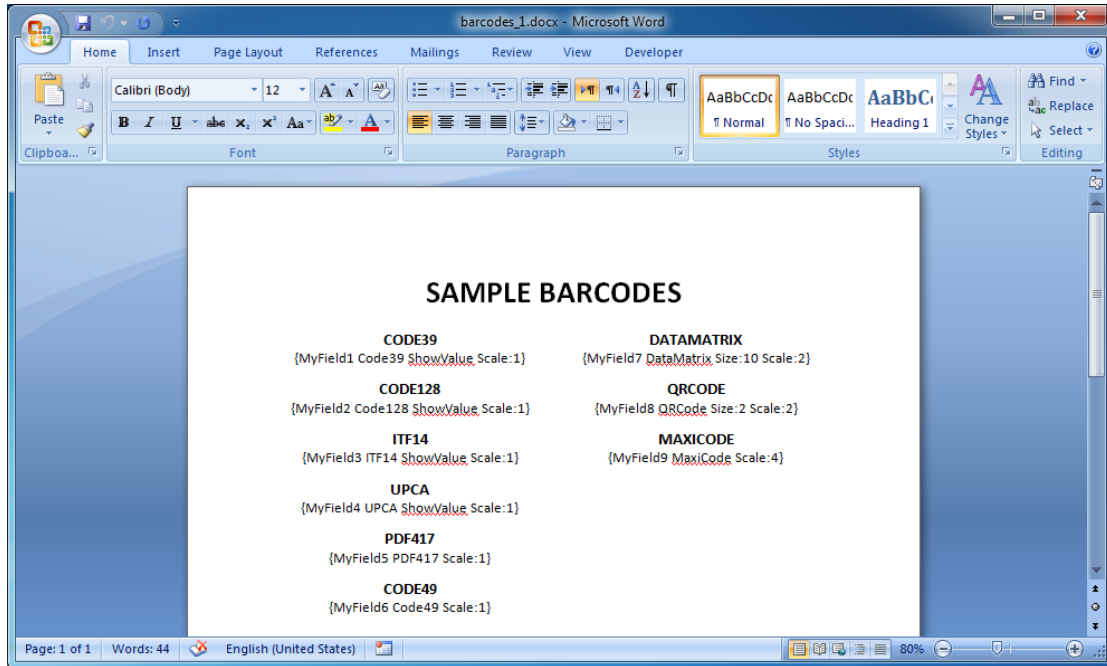 barcodes_1.docx - Microsoft Word
Home Insert Page Layout References Mailings Review View Developer
Paste
Calibri (Body) 12
B I U abc X₂ X² Aa A
AaBbCcDc AaBbCcDc AaBbC
¶ Normal ¶ No Spaci... Heading 1
Change Styles
Find
Replace
Select
Clipboa... Font Paragraph Styles Editing
SAMPLE BARCODES
CODE39
{MyField1 Code39 ShowValue Scale:1}
CODE128
{MyField2 Code128 ShowValue Scale:1}
ITF14
{MyField3 ITF14 ShowValue Scale:1}
UPCA
{MyField4 UPCA ShowValue Scale:1}
PDF417
{MyField5 PDF417 Scale:1}
CODE49
{MyField6 Code49 Scale:1}
DATAMATRIX
{MyField7 DataMatrix Size:10 Scale:2}
QRCODE
{MyField8 QRCode Size:2 Scale:2}
MAXICODE
{MyField9 MaxiCode Scale:4}
Page: 1 of 1 Words: 44 English (United States) 80%